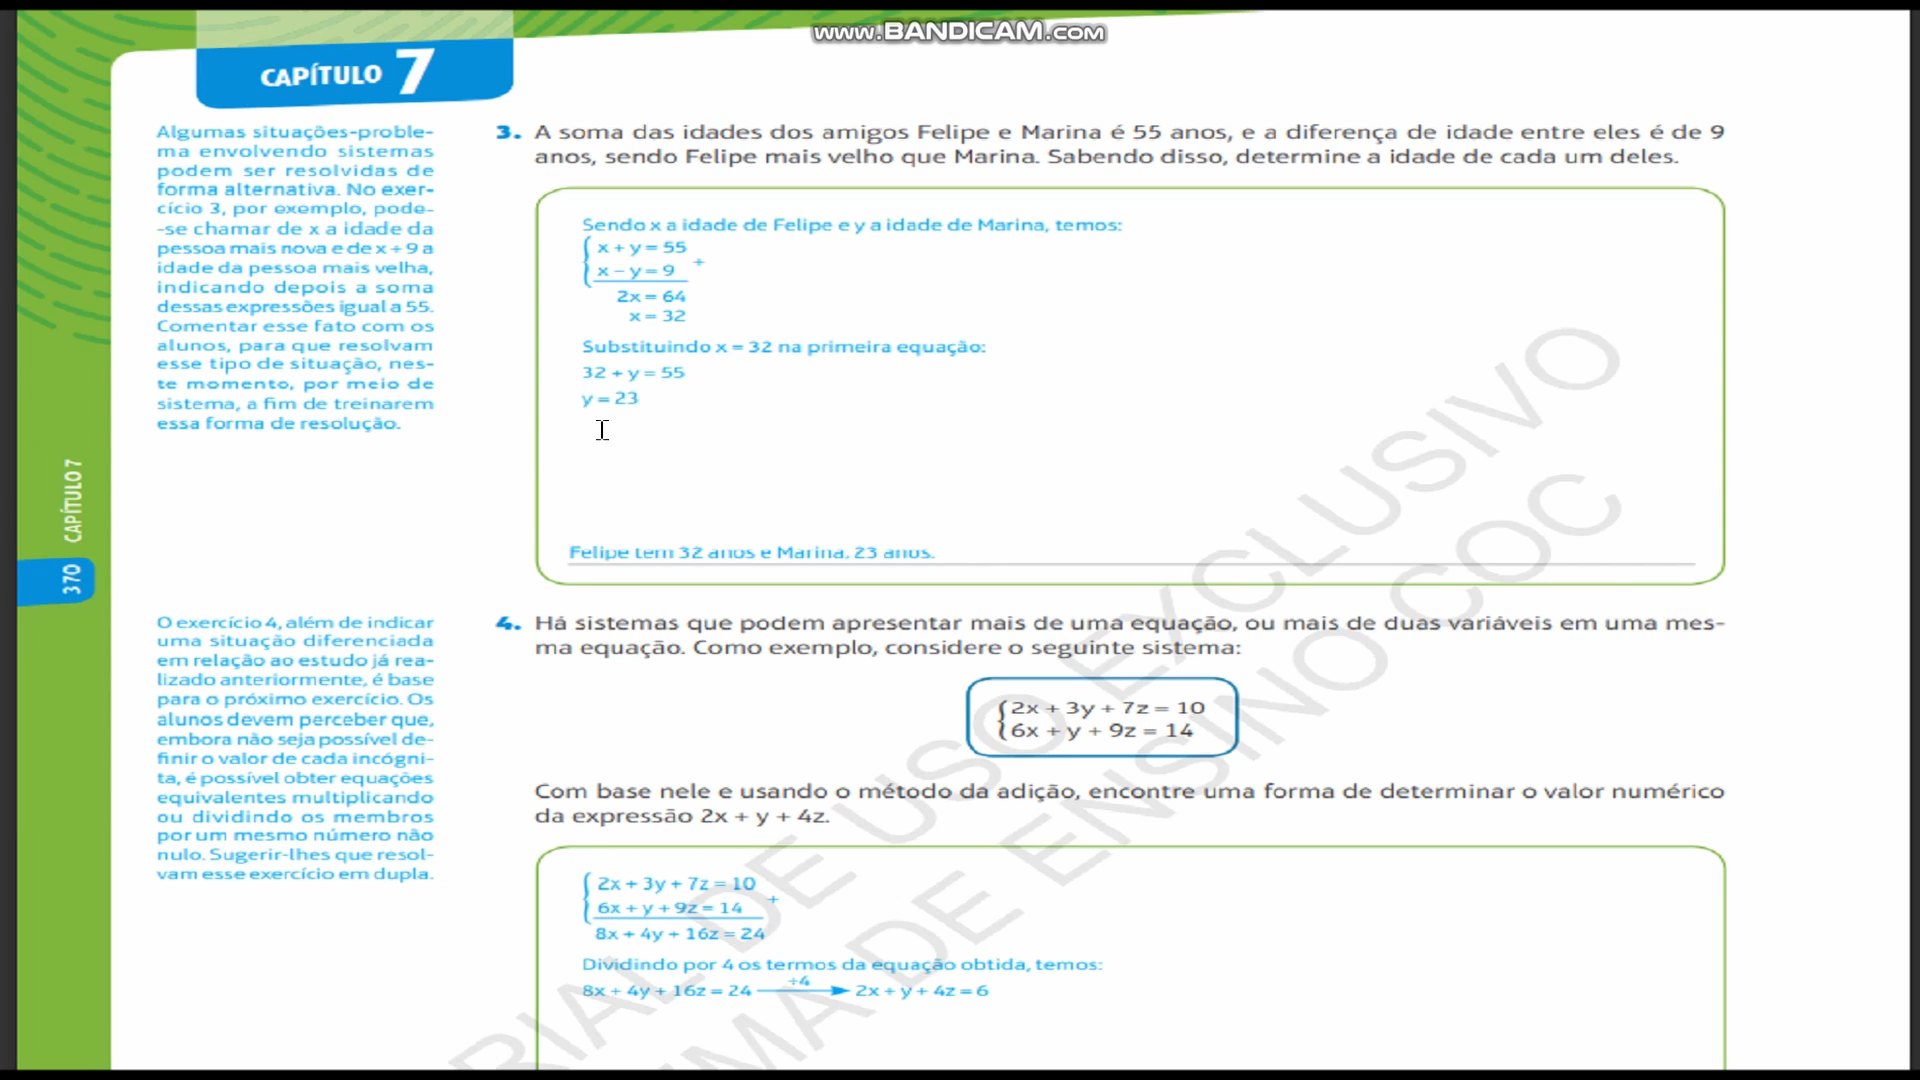 www.BANDICAM.com
CAPÍTULO 7
Algumas situações-proble-
ma envolvendo sistemas
podem ser resolvidas de
forma alternativa. No exer-
cício 3, por exemplo, pode-
-se chamar de x a idade da
pessoa mais nova e de x + 9 a
idade da pessoa mais velha,
indicando depois a soma
dessas expressões igual a 55.
Comentar esse fato com os
alunos, para que resolvam
esse tipo de situação, nes-
te momento, por meio de
sistema, a fim de treinarem
essa forma de resolução.
3. A soma das idades dos amigos Felipe e Marina é 55 anos, e a diferença de idade entre eles é de 9
anos, sendo Felipe mais velho que Marina. Sabendo disso, determine a idade de cada um deles.
Sendo x a idade de Felipe e y a idade de Marina, temos:
x + y = 55
x – y = 9 +
2x = 64
x = 32
Substituindo x = 32 na primeira equação:
32 + y = 55
y = 23
Felipe tem 32 anos e Marina, 23 anos.
370 CAPÍTULO 7
O exercício 4, além de indicar
uma situação diferenciada
em relação ao estudo já rea-
lizado anteriormente, é base
para o próximo exercício. Os
alunos devem perceber que,
embora não seja possível de-
finir o valor de cada incógni-
ta, é possível obter equações
equivalentes multiplicando
ou dividindo os membros
por um mesmo número não
nulo. Sugerir-lhes que resol-
vam esse exercício em dupla.
4. Há sistemas que podem apresentar mais de uma equação, ou mais de duas variáveis em uma mes-
ma equação. Como exemplo, considere o seguinte sistema:
2x + 3y + 7z = 10
6x + y + 9z = 14
Com base nele e usando o método da adição, encontre uma forma de determinar o valor numérico
da expressão 2x + y + 4z.
2x + 3y + 7z = 10
6x + y + 9z = 14 +
8x + 4y + 16z = 24
Dividindo por 4 os termos da equação obtida, temos:
÷4
8x + 4y + 16z = 24 → 2x + y + 4z = 6
RIAL DE USO EXCLUSIVO
MA DE ENSINO COC